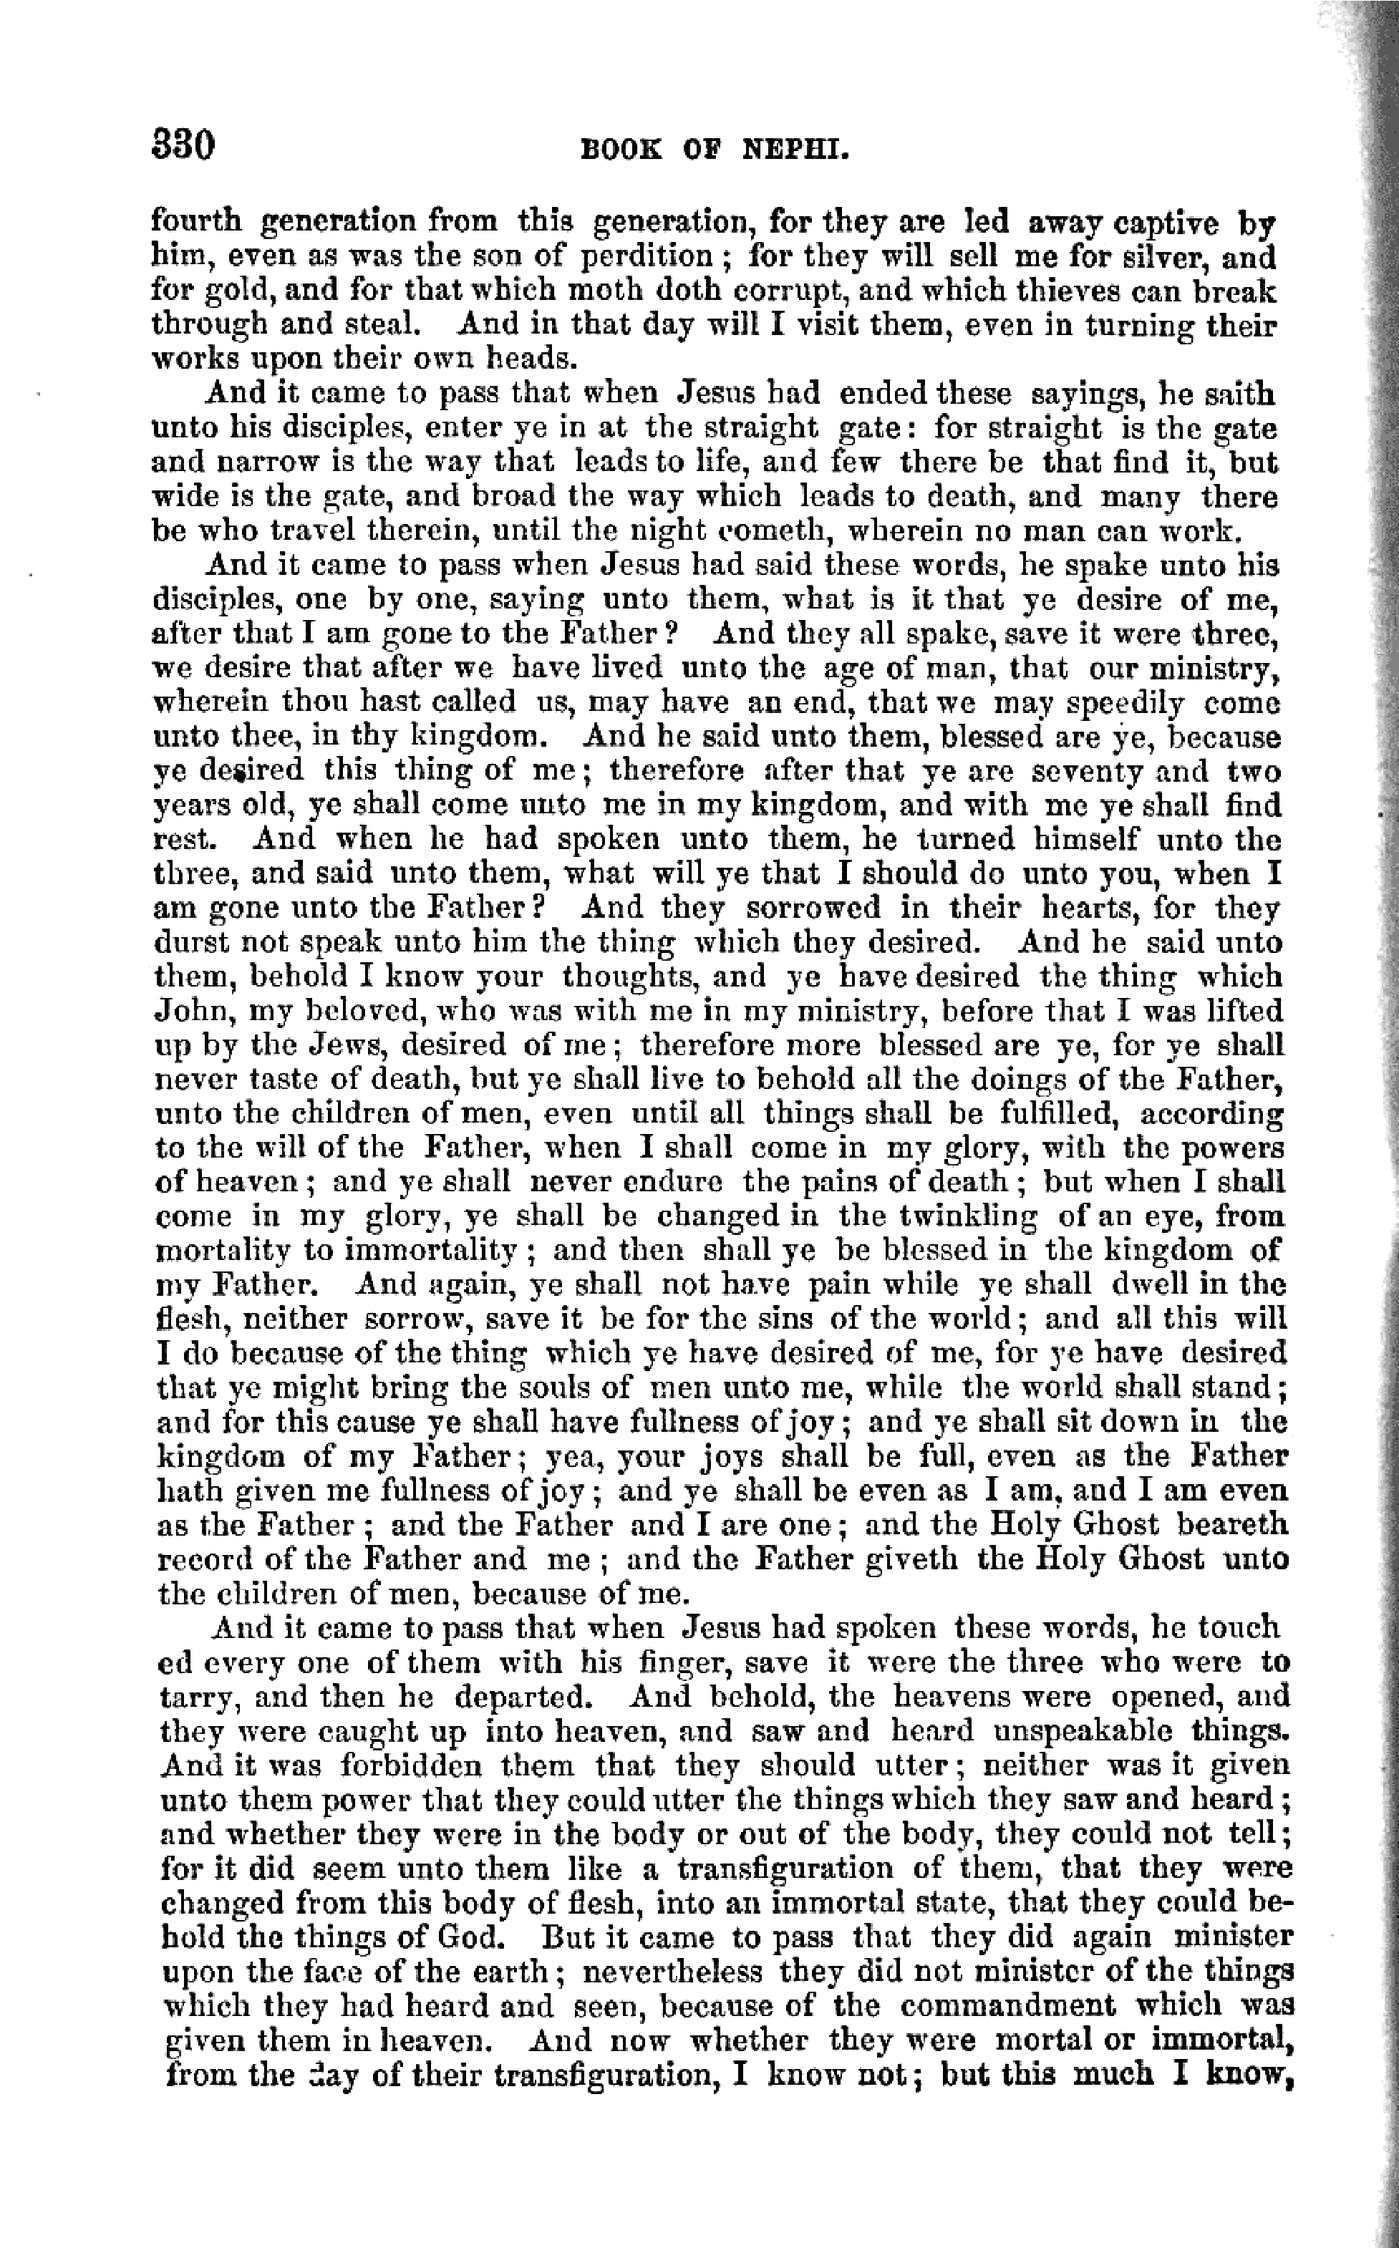 330 BOOK OF NEPHI.
fourth generation from this generation, for they are led away captive by
him, even as was the son of perdition; for they will sell me for silver, and
for gold, and for that which moth doth corrupt, and which thieves can break
through and steal. And in that day will I visit them, even in turning their
works upon their own heads.
And it came to pass that when Jesus had ended these sayings, he saith
unto his disciples, enter ye in at the straight gate: for straight is the gate
and narrow is the way that leads to life, and few there be that find it, but
wide is the gate, and broad the way which leads to death, and many there
be who travel therein, until the night cometh, wherein no man can work.
And it came to pass when Jesus had said these words, he spake unto his
disciples, one by one, saying unto them, what is it that ye desire of me,
after that I am gone to the Father? And they all spake, save it were three,
we desire that after we have lived unto the age of man, that our ministry,
wherein thou hast called us, may have an end, that we may speedily come
unto thee, in thy kingdom. And he said unto them, blessed are ye, because
ye desired this thing of me; therefore after that ye are seventy and two
years old, ye shall come unto me in my kingdom, and with me ye shall find
rest. And when he had spoken unto them, he turned himself unto the
three, and said unto them, what will ye that I should do unto you, when I
am gone unto the Father? And they sorrowed in their hearts, for they
durst not speak unto him the thing which they desired. And he said unto
them, behold I know your thoughts, and ye have desired the thing which
John, my beloved, who was with me in my ministry, before that I was lifted
up by the Jews, desired of me; therefore more blessed are ye, for ye shall
never taste of death, but ye shall live to behold all the doings of the Father,
unto the children of men, even until all things shall be fulfilled, according
to the will of the Father, when I shall come in my glory, with the powers
of heaven; and ye shall never endure the pains of death; but when I shall
come in my glory, ye shall be changed in the twinkling of an eye, from
mortality to immortality; and then shall ye be blessed in the kingdom of
my Father. And again, ye shall not have pain while ye shall dwell in the
flesh, neither sorrow, save it be for the sins of the world; and all this will
I do because of the thing which ye have desired of me, for ye have desired
that ye might bring the souls of men unto me, while the world shall stand;
and for this cause ye shall have fullness of joy; and ye shall sit down in the
kingdom of my Father; yea, your joys shall be full, even as the Father
hath given me fullness of joy; and ye shall be even as I am, and I am even
as the Father; and the Father and I are one; and the Holy Ghost beareth
record of the Father and me; and the Father giveth the Holy Ghost unto
the children of men, because of me.
And it came to pass that when Jesus had spoken these words, he touch
ed every one of them with his finger, save it were the three who were to
tarry, and then he departed. And behold, the heavens were opened, and
they were caught up into heaven, and saw and heard unspeakable things.
And it was forbidden them that they should utter; neither was it given
unto them power that they could utter the things which they saw and heard;
and whether they were in the body or out of the body, they could not tell;
for it did seem unto them like a transfiguration of them, that they were
changed from this body of flesh, into an immortal state, that they could be-
hold the things of God. But it came to pass that they did again minister
upon the face of the earth; nevertheless they did not minister of the things
which they had heard and seen, because of the commandment which was
given them in heaven. And now whether they were mortal or immortal,
from the day of their transfiguration, I know not; but this much I know,